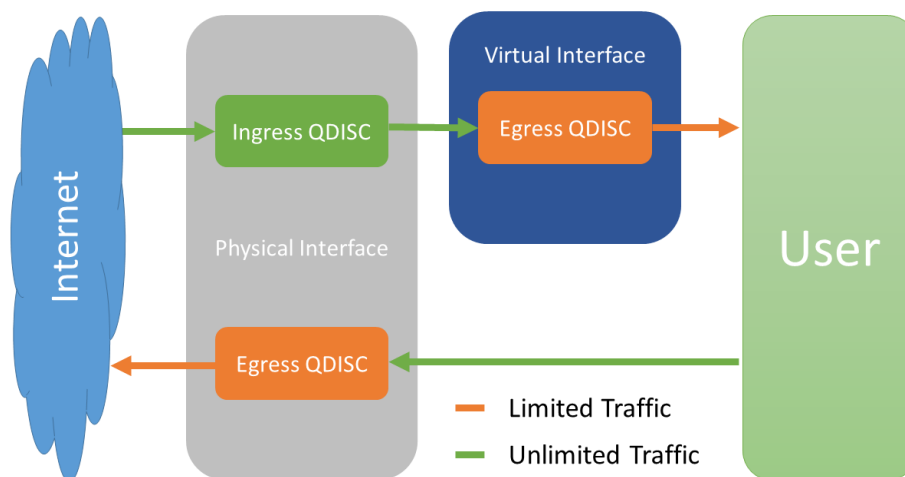 Internet
Virtual Interface
Ingress QDISC
Egress QDISC
Physical Interface
User
Egress QDISC
Limited Traffic
Unlimited Traffic